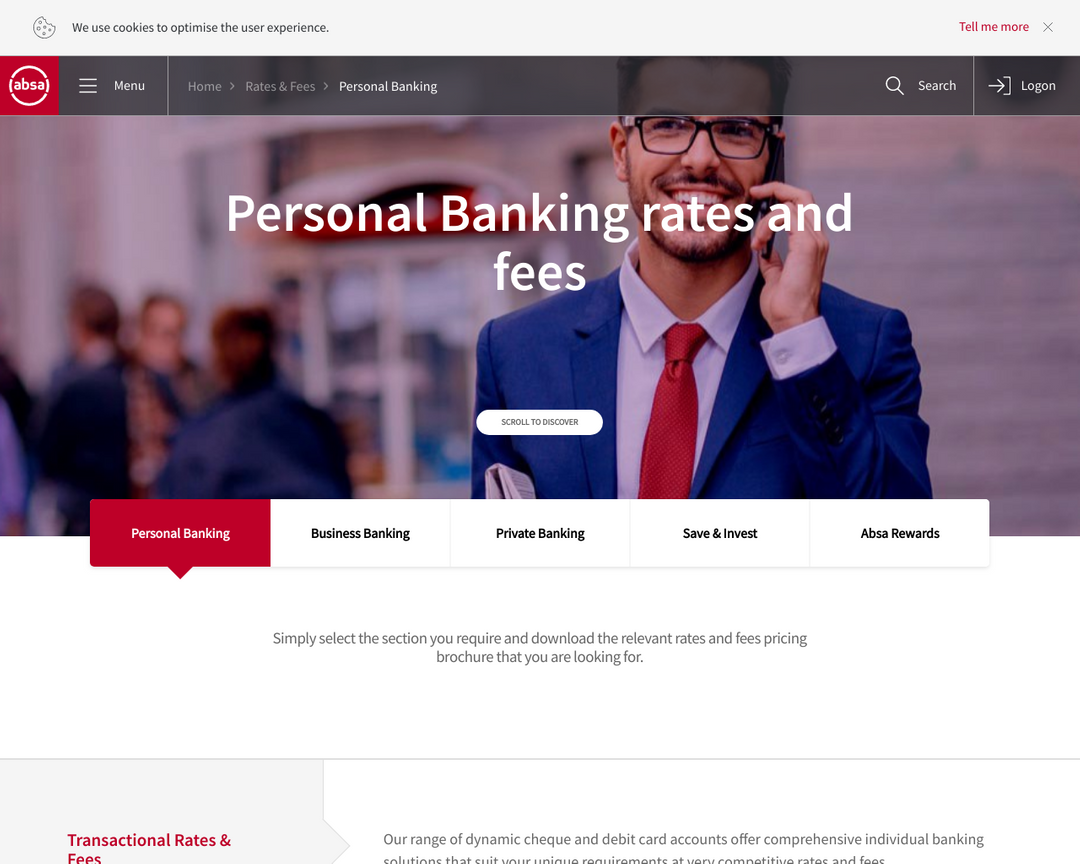 We use cookies to optimise the user experience.
Tell me more
absa
Menu
Home
Rates & Fees
Personal Banking
Search
Logon
Personal Banking rates and
fees
SCROLL TO DISCOVER
Personal Banking
Business Banking
Private Banking
Save & Invest
Absa Rewards
Simply select the section you require and download the relevant rates and fees pricing
brochure that you are looking for.
Transactional Rates &
Fees
Our range of dynamic cheque and debit card accounts offer comprehensive individual banking
solutions that suit your unique requirements at very competitive rates and fees.